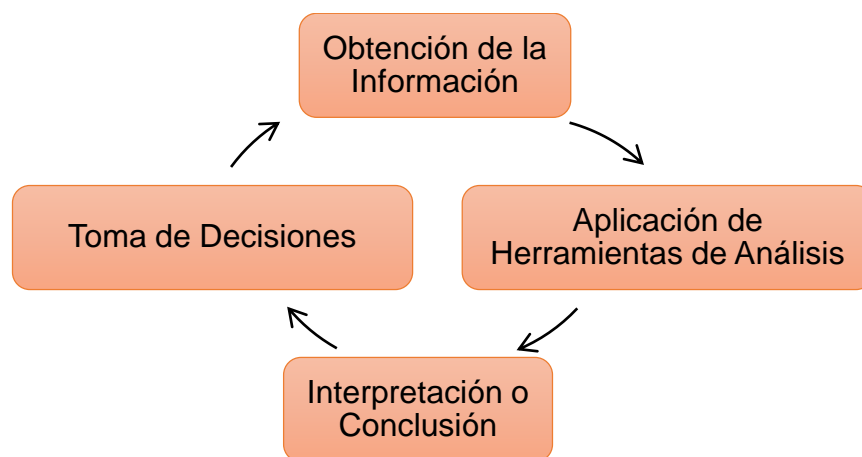 Obtención de la
Información
Aplicación de
Herramientas de Análisis
Interpretación o
Conclusión
Toma de Decisiones